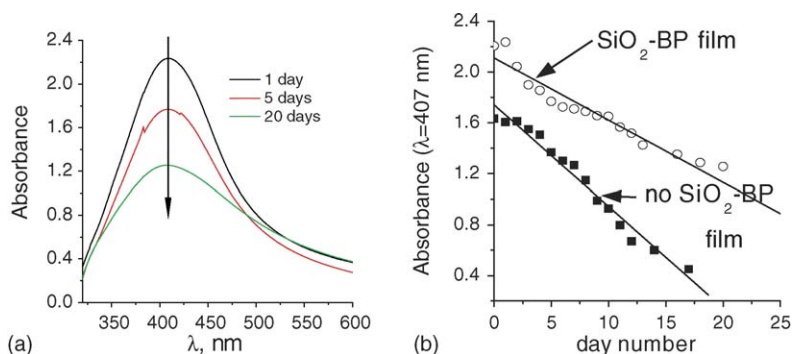 2.4
2.0
1.6
1.2
0.8
0.4
0.0
Absorbance
1 day
5 days
20 days
350 400 450 500 550 600
λ, nm
(a)
2.4
2.0
1.6
1.2
0.8
0.4
Absorbance (λ=407 nm)
SiO₂-BP film
no SiO₂-BP
film
0 5 10 15 20 25
day number
(b)